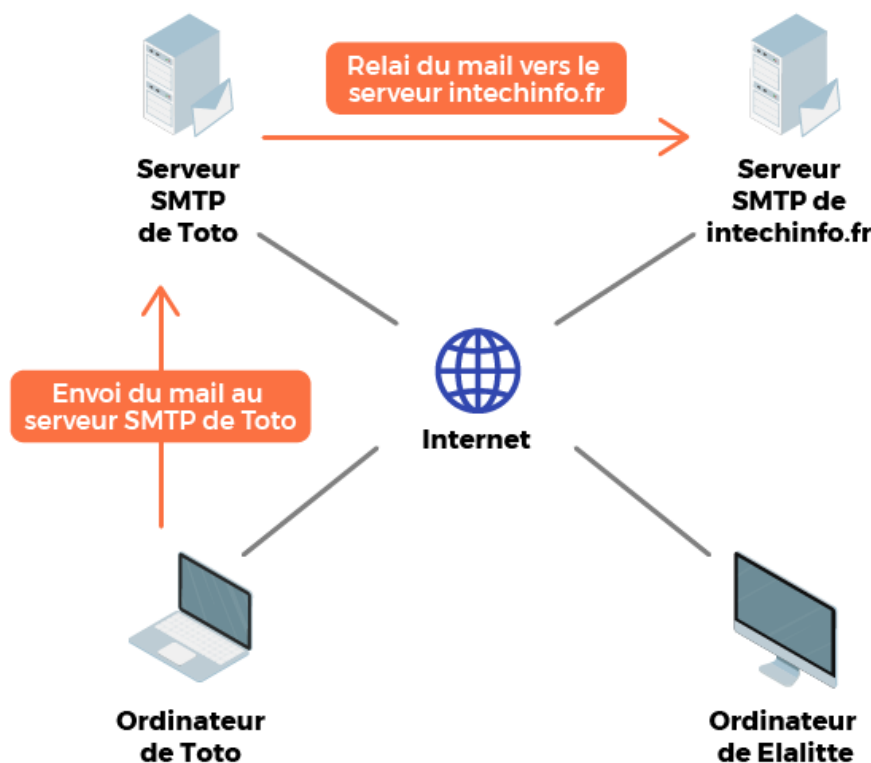 Relai du mail vers le
serveur intechinfo.fr
Serveur
SMTP
de Toto
Serveur
SMTP de
intechinfo.fr
Envoi du mail au
serveur SMTP de Toto
Internet
Ordinateur
de Toto
Ordinateur
de Elalitte